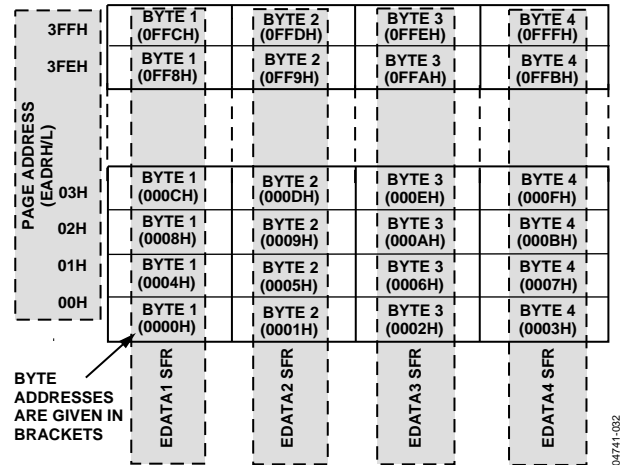 3FFH
BYTE 1
(0FFCH)
BYTE 2
(0FFDH)
BYTE 3
(0FFEH)
BYTE 4
(0FFFH)
3FEH
BYTE 1
(0FF8H)
BYTE 2
(0FF9H)
BYTE 3
(0FFAH)
BYTE 4
(0FFBH)
PAGE ADDRESS
(EADRH/L)
03H
BYTE 1
(000CH)
BYTE 2
(000DH)
BYTE 3
(000EH)
BYTE 4
(000FH)
02H
BYTE 1
(0008H)
BYTE 2
(0009H)
BYTE 3
(000AH)
BYTE 4
(000BH)
01H
BYTE 1
(0004H)
BYTE 2
(0005H)
BYTE 3
(0006H)
BYTE 4
(0007H)
00H
BYTE 1
(0000H)
BYTE 2
(0001H)
BYTE 3
(0002H)
BYTE 4
(0003H)
BYTE
ADDRESSES
ARE GIVEN IN
BRACKETS
EDATA1 SFR
EDATA2 SFR
EDATA3 SFR
EDATA4 SFR
04741-032